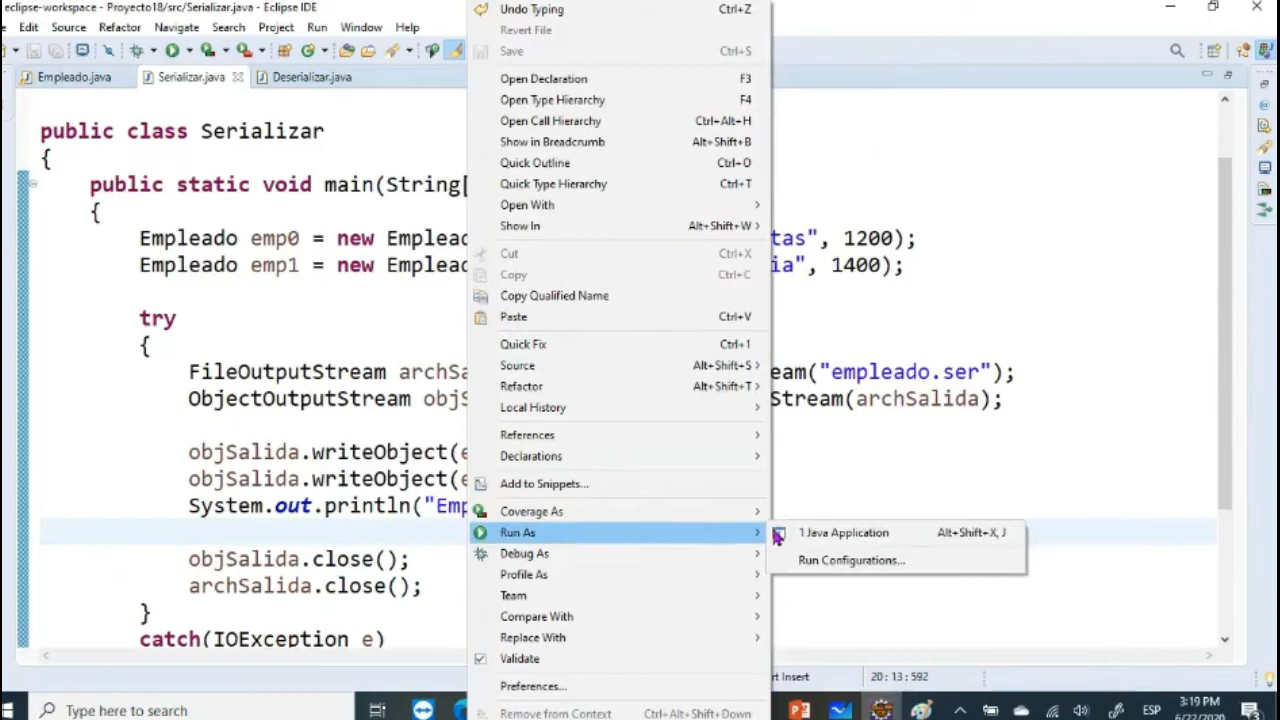 eclipse-workspace - Proyecto18/src/Serializar.java - Eclipse IDE
Edit Source Refactor Navigate Search Project Run Window Help
Empleado.java Serializar.java Deserializar.java
public class Serializar
{
public static void main(String[
{
Empleado emp0 = new Emplea tas", 1200);
Empleado emp1 = new Emplea ia", 1400);
try
{
FileOutputStream archSa eam("empleado.ser");
ObjectOutputStream objS Stream(archSalida);
objSalida.writeObject(e
objSalida.writeObject(e
System.out.println("Emp
objSalida.close();
archSalida.close();
}
catch(IOException e)
Undo Typing Ctrl+Z
Revert File
Save Ctrl+S
Open Declaration F3
Open Type Hierarchy F4
Open Call Hierarchy Ctrl+Alt+H
Show in Breadcrumb Alt+Shift+B
Quick Outline Ctrl+O
Quick Type Hierarchy Ctrl+T
Open With
Show In Alt+Shift+W
Cut Ctrl+X
Copy Ctrl+C
Copy Qualified Name
Paste Ctrl+V
Quick Fix Ctrl+1
Source Alt+Shift+S
Refactor Alt+Shift+T
Local History
References
Declarations
Add to Snippets...
Coverage As
Run As
Debug As
Profile As
Team
Compare With
Replace With
Validate
Preferences...
Remove from Context Ctrl+Alt+Shift+Down
1 Java Application Alt+Shift+X, J
Run Configurations...
rt Insert 20 : 13 : 592
Type here to search
ESP 3:19 PM
6/22/2020
3